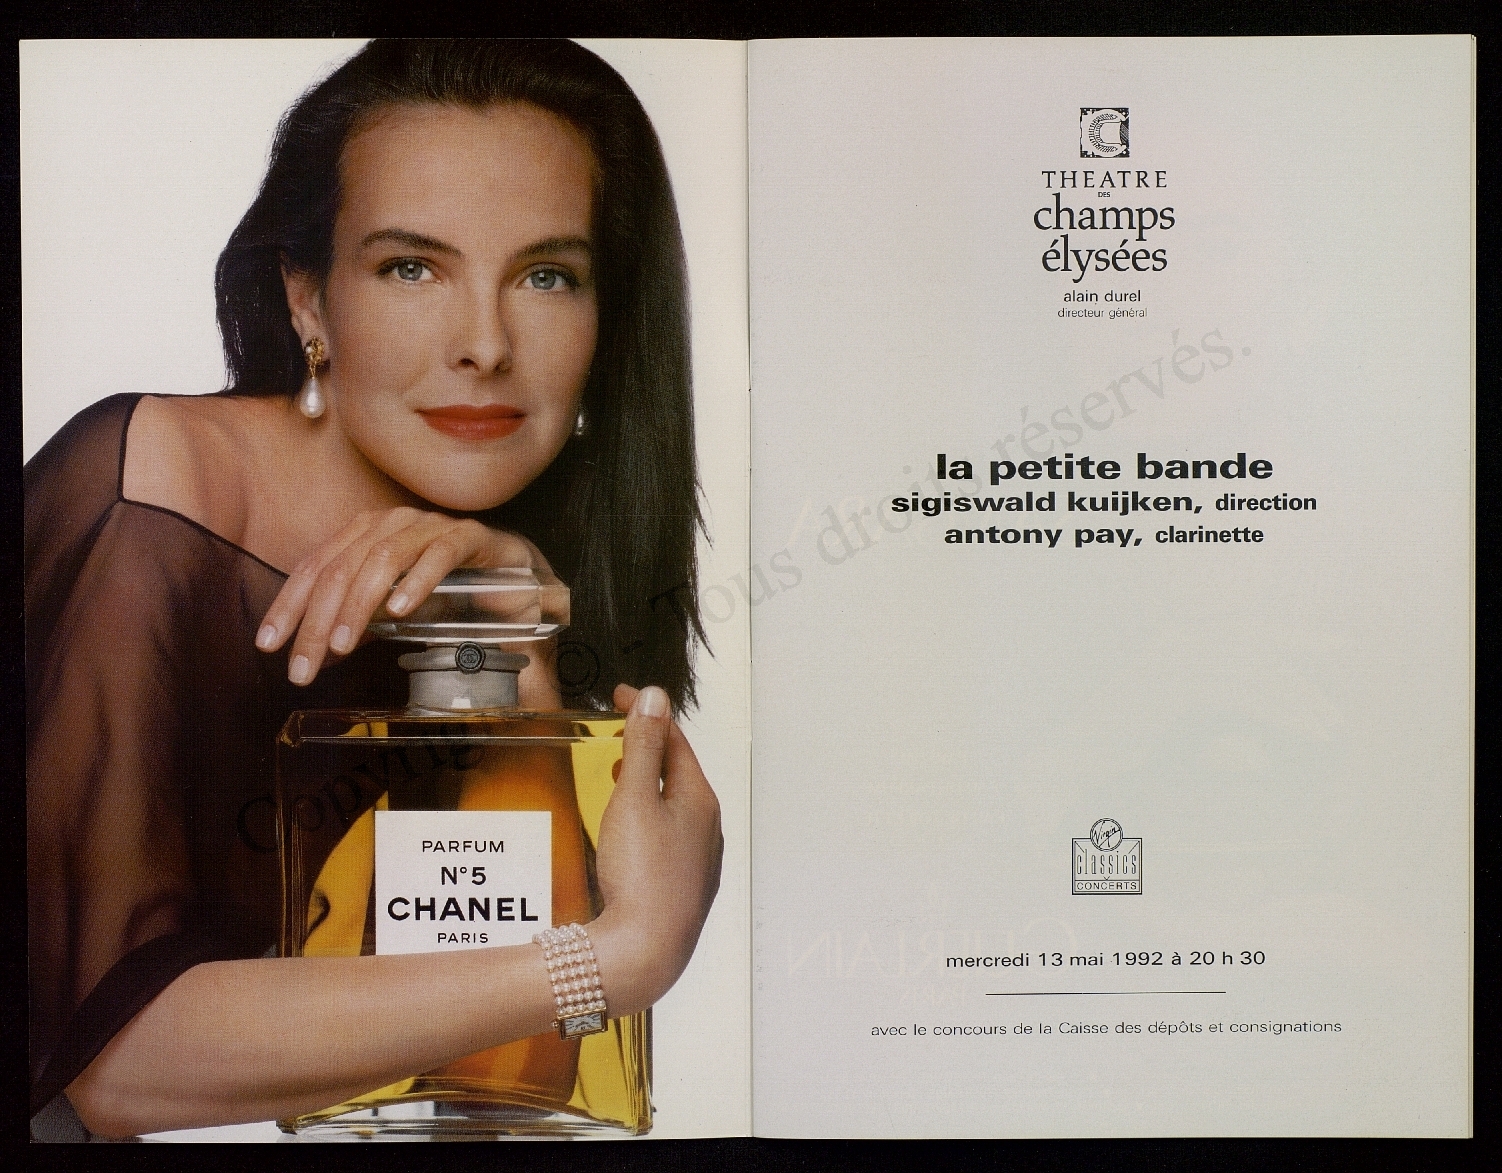 PARFUM
N°5
CHANEL
PARIS
THEATRE
DES
champs
élysées
alain durel
directeur général
la petite bande
sigiswald kuijken, direction
antony pay, clarinette
Virgin
classics
CONCERTS
mercredi 13 mai 1992 à 20 h 30
avec le concours de la Caisse des dépôts et consignations
Copyright © - Tous droits réservés.